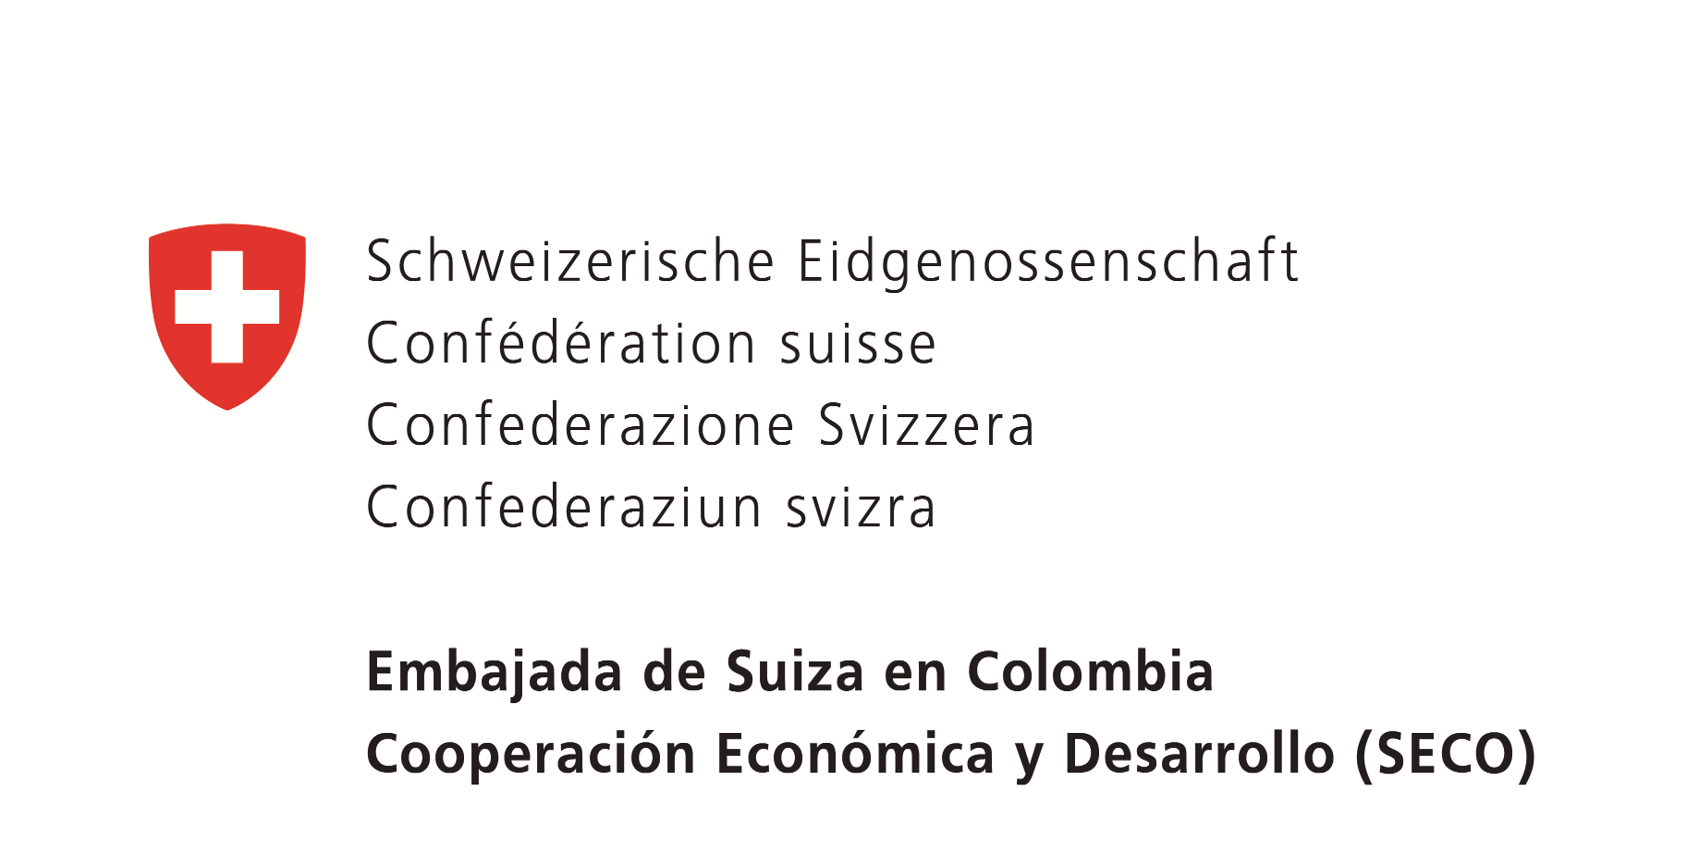 Schweizerische Eidgenossenschaft
Confédération suisse
Confederazione Svizzera
Confederaziun svizra
Embajada de Suiza en Colombia
Cooperación Económica y Desarrollo (SECO)